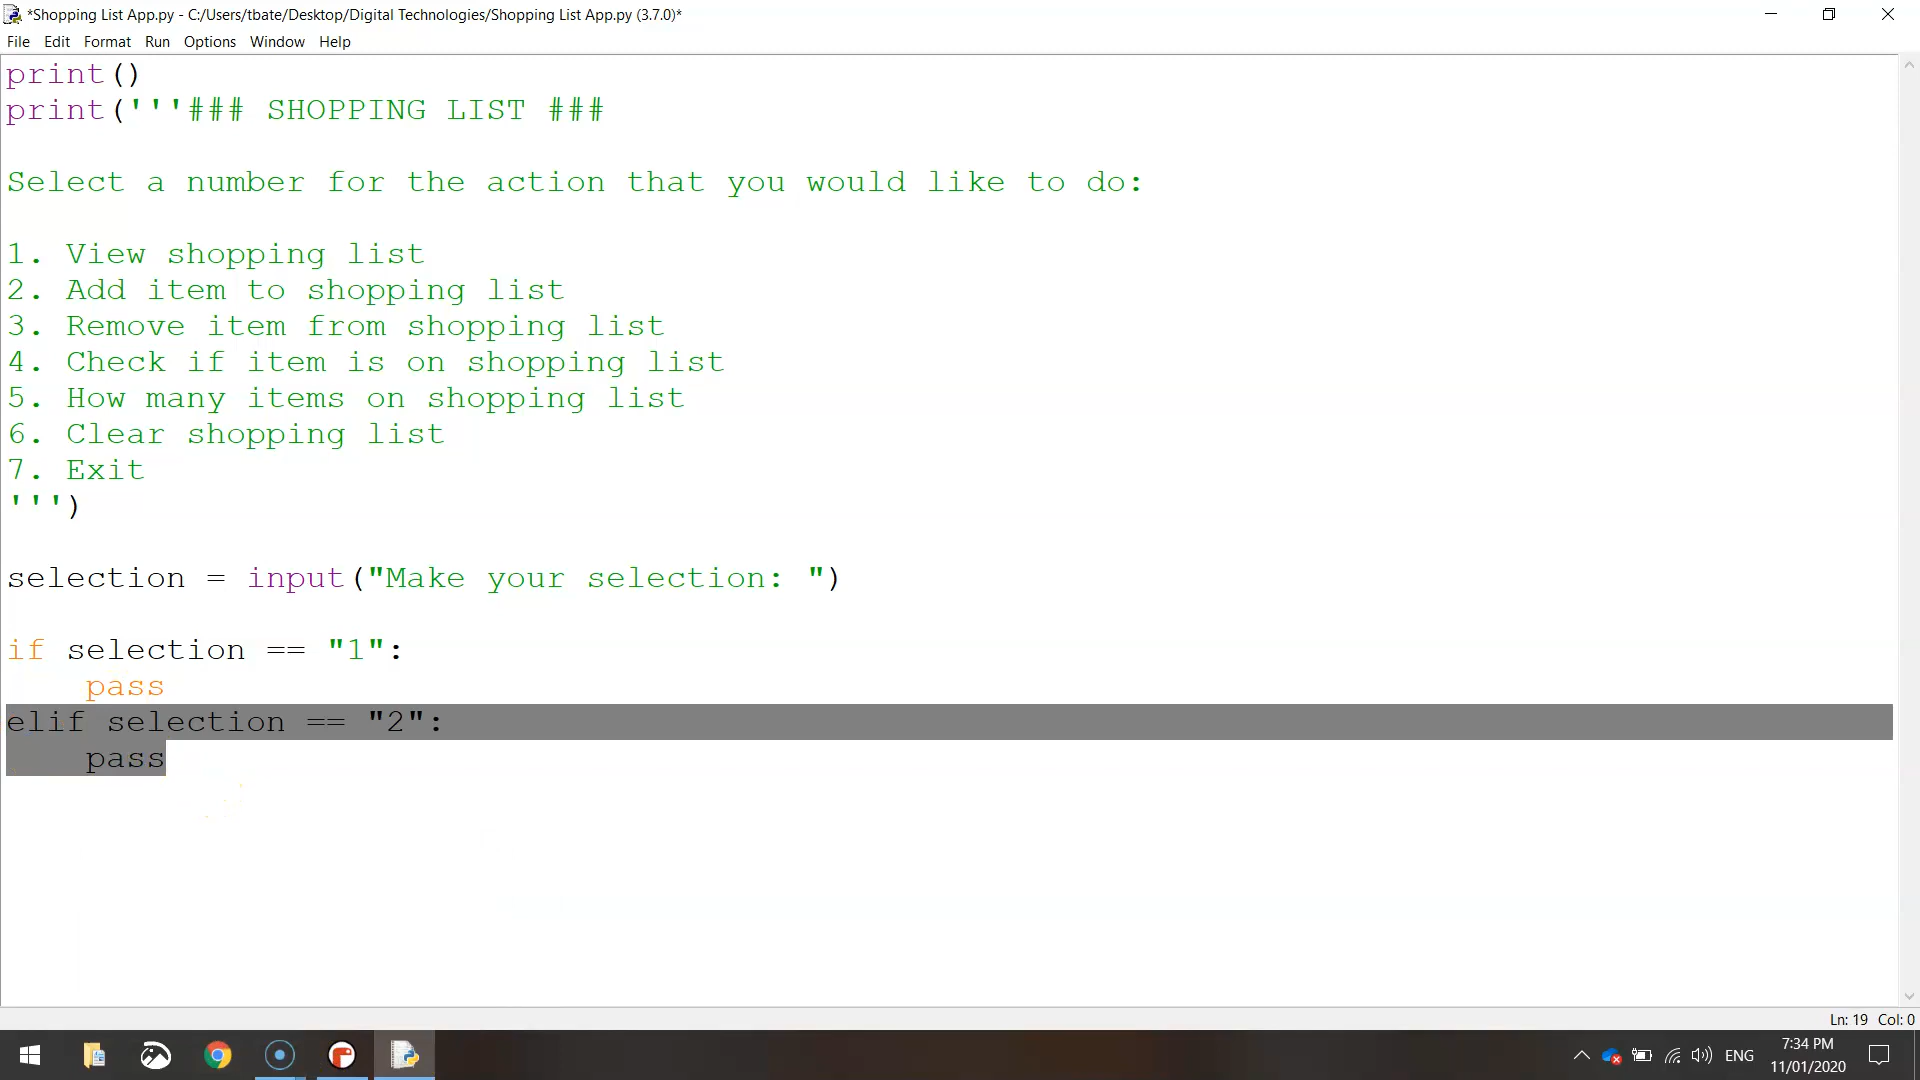 *Shopping List App.py - C:/Users/tbate/Desktop/Digital Technologies/Shopping List App.py (3.7.0)*
File Edit Format Run Options Window Help
print()
print('''### SHOPPING LIST ###
Select a number for the action that you would like to do:
1. View shopping list
2. Add item to shopping list
3. Remove item from shopping list
4. Check if item is on shopping list
5. How many items on shopping list
6. Clear shopping list
7. Exit
''')
selection = input("Make your selection: ")
if selection == "1":
    pass
elif selection == "2":
    pass
Ln: 19 Col: 0
ENG
7:34 PM
11/01/2020